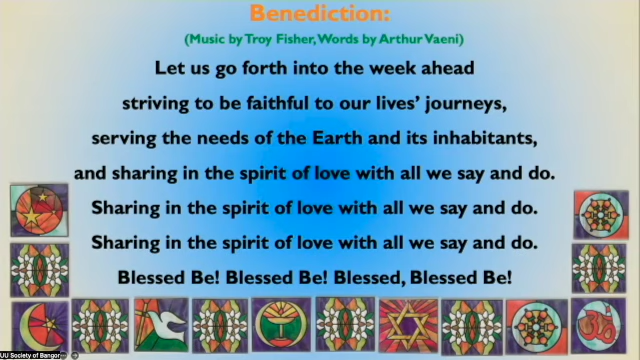 Benediction:
(Music by Troy Fisher, Words by Arthur Vaeni)
Let us go forth into the week ahead
striving to be faithful to our lives' journeys,
serving the needs of the Earth and its inhabitants,
and sharing in the spirit of love with all we say and do.
Sharing in the spirit of love with all we say and do.
Sharing in the spirit of love with all we say and do.
Blessed Be! Blessed Be! Blessed, Blessed Be!
UU Society of Bangor